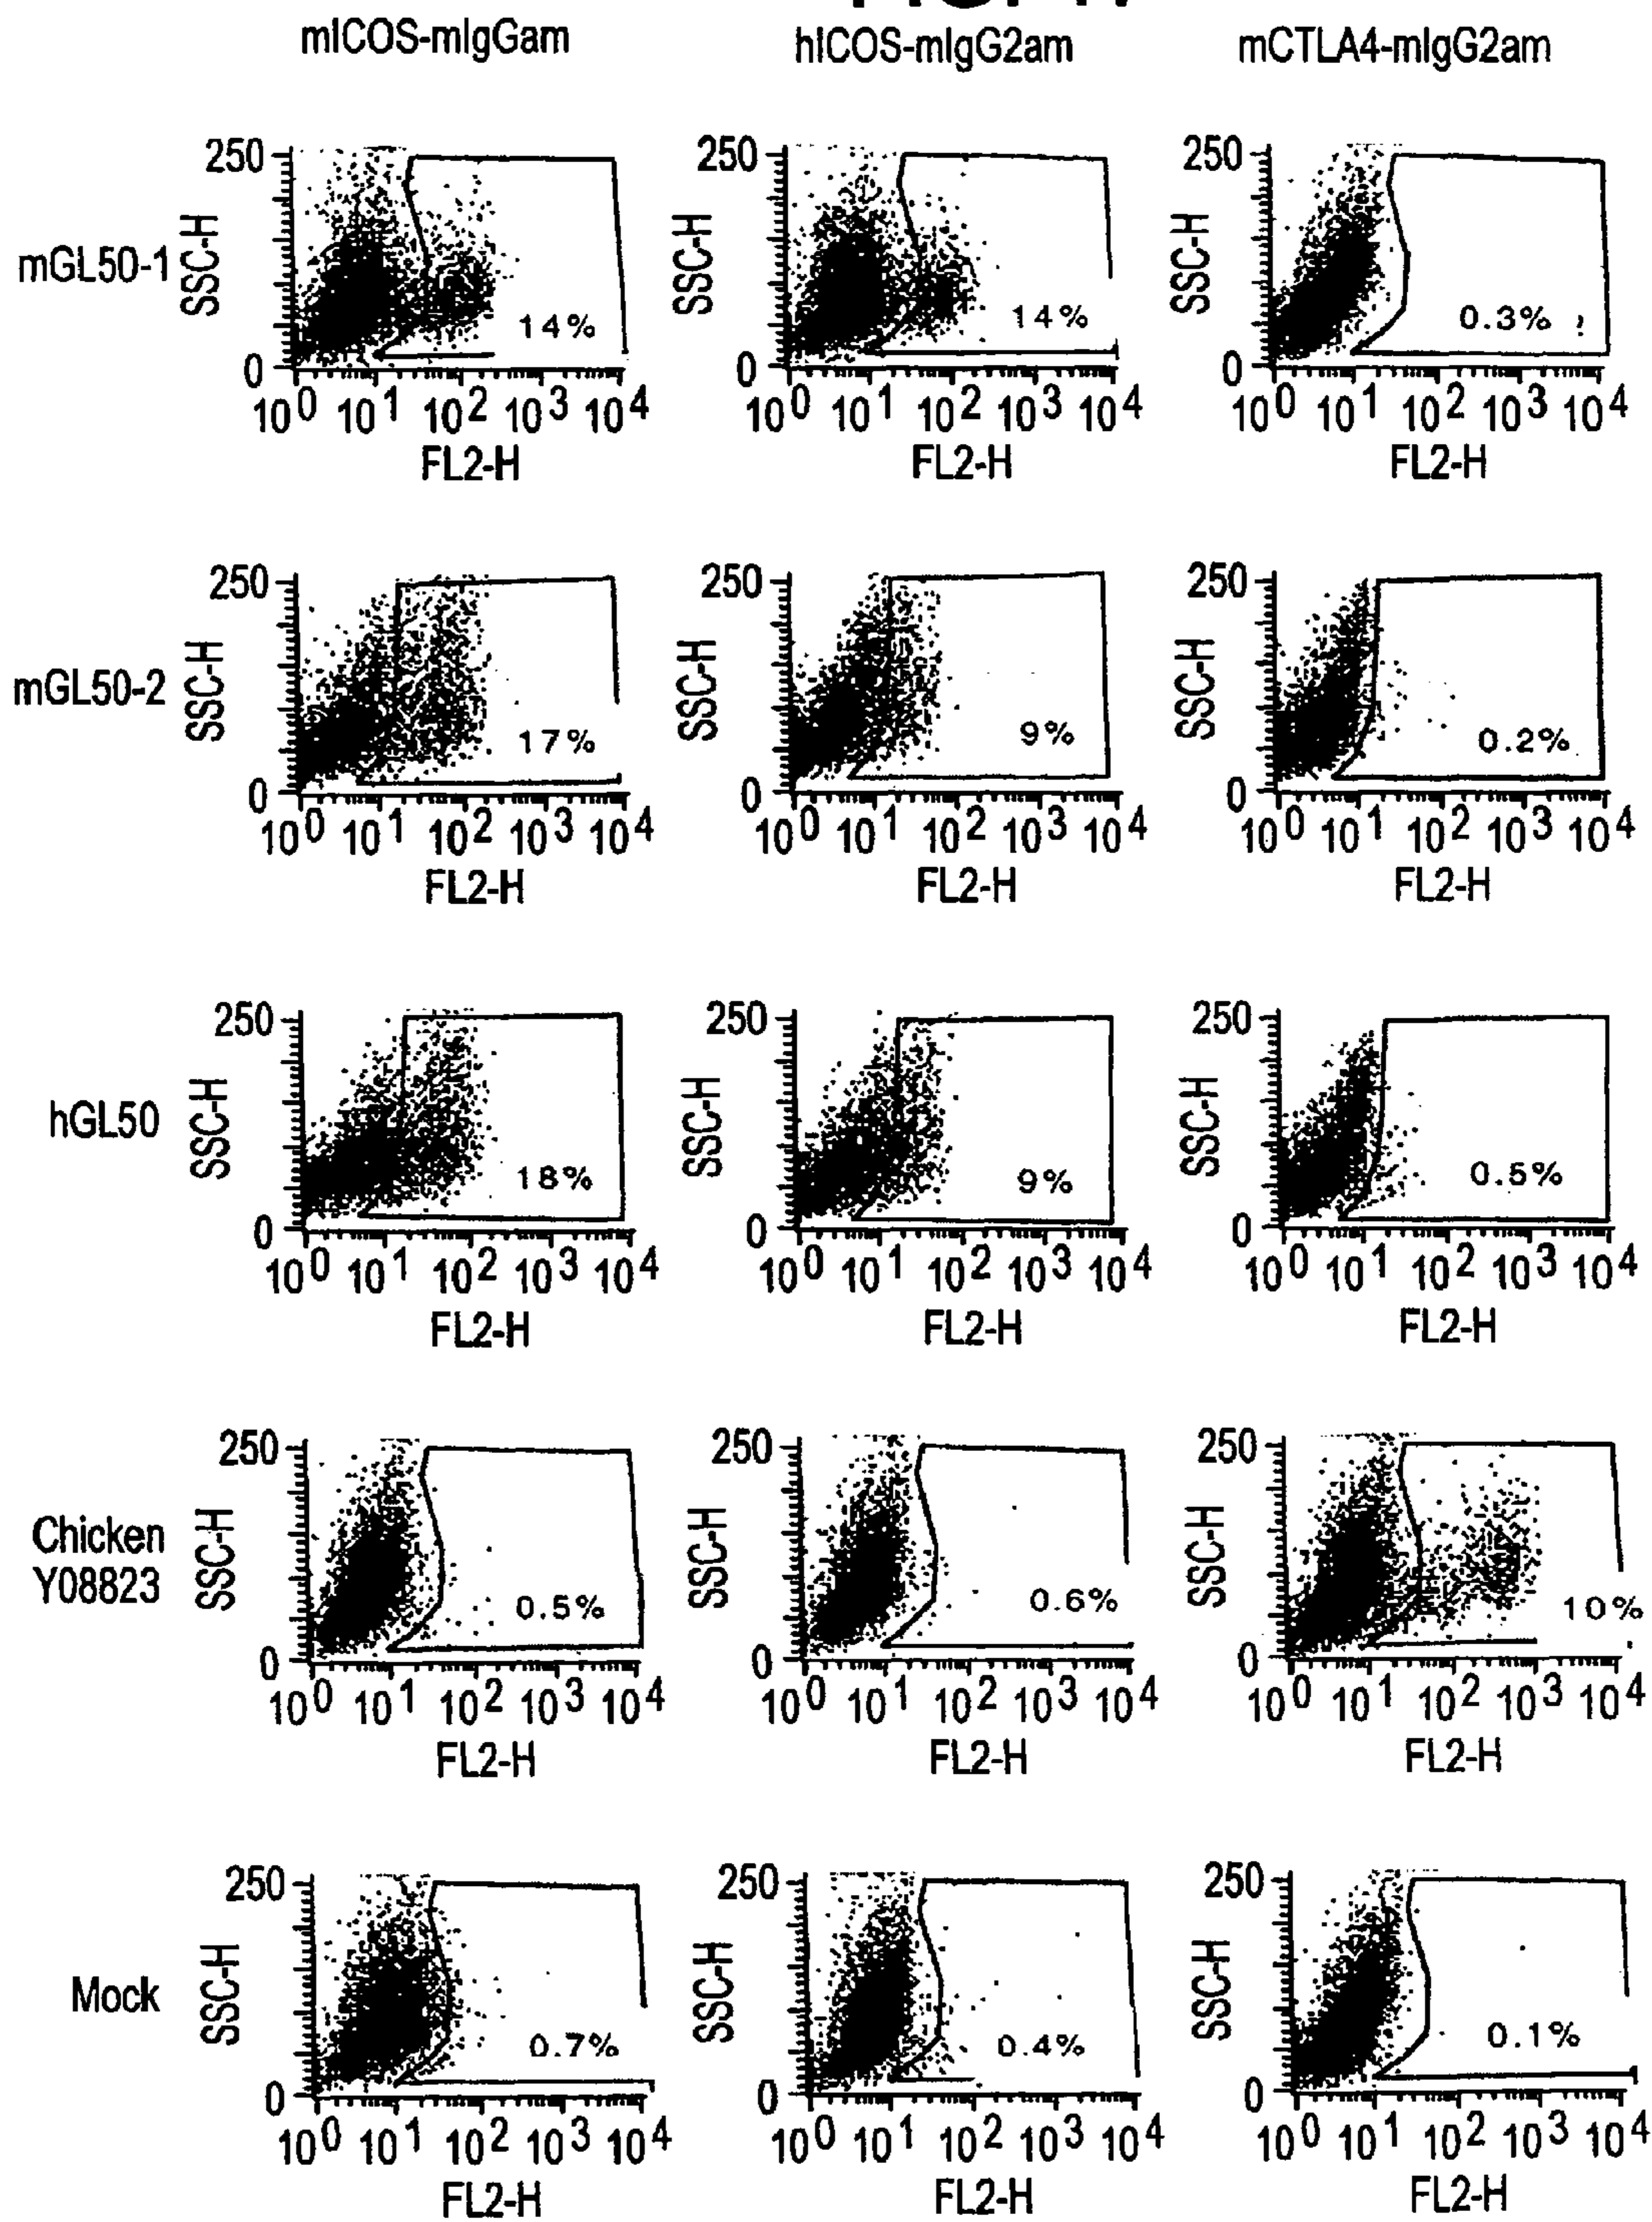 mICOS-mIgGam hICOS-mIgG2am mCTLA4-mIgG2am
mGL50-1
250 SSC-H 0 14% 10^0 10^1 10^2 10^3 10^4 FL2-H
250 SSC-H 0 14% 10^0 10^1 10^2 10^3 10^4 FL2-H
250 SSC-H 0 0.3% 10^0 10^1 10^2 10^3 10^4 FL2-H
mGL50-2
250 SSC-H 0 17% 10^0 10^1 10^2 10^3 10^4 FL2-H
250 SSC-H 0 9% 10^0 10^1 10^2 10^3 10^4 FL2-H
250 SSC-H 0 0.2% 10^0 10^1 10^2 10^3 10^4 FL2-H
hGL50
250 SSC-H 0 18% 10^0 10^1 10^2 10^3 10^4 FL2-H
250 SSC-H 0 9% 10^0 10^1 10^2 10^3 10^4 FL2-H
250 SSC-H 0 0.5% 10^0 10^1 10^2 10^3 10^4 FL2-H
Chicken
Y08823
250 SSC-H 0 0.5% 10^0 10^1 10^2 10^3 10^4 FL2-H
250 SSC-H 0 0.6% 10^0 10^1 10^2 10^3 10^4 FL2-H
250 SSC-H 0 10% 10^0 10^1 10^2 10^3 10^4 FL2-H
Mock
250 SSC-H 0 0.7% 10^0 10^1 10^2 10^3 10^4 FL2-H
250 SSC-H 0 0.4% 10^0 10^1 10^2 10^3 10^4 FL2-H
250 SSC-H 0 0.1% 10^0 10^1 10^2 10^3 10^4 FL2-H